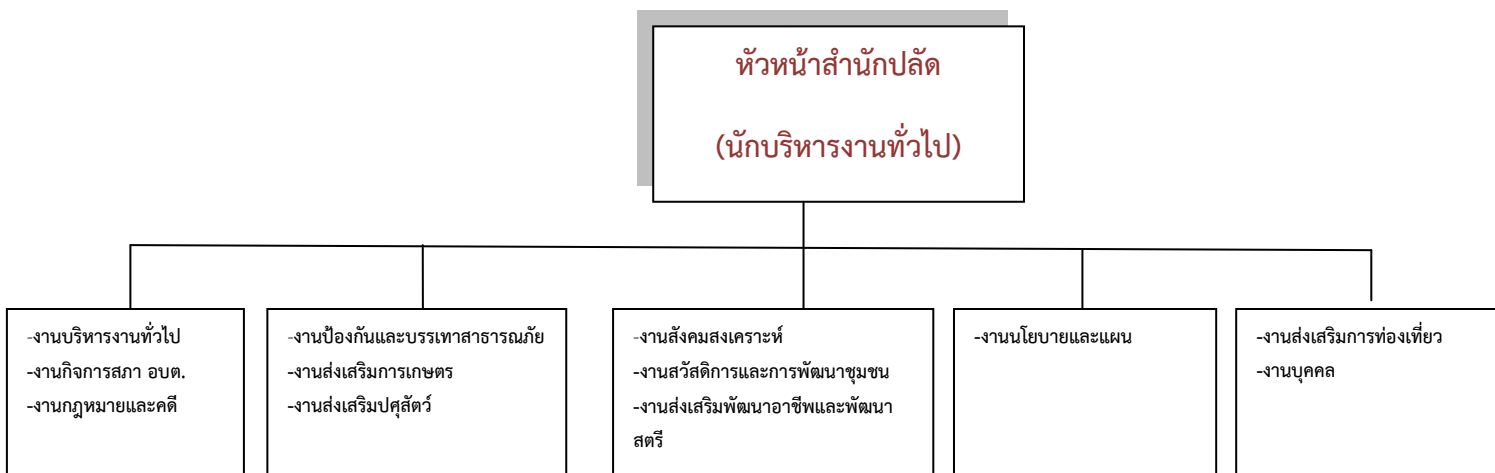 หัวหน้าสำนักปลัด
(นักบริหารงานทั่วไป)
-งานบริหารงานทั่วไป
-งานกิจการสภา อบต.
-งานกฎหมายและคดี
-งานป้องกันและบรรเทาสาธารณภัย
-งานส่งเสริมการเกษตร
-งานส่งเสริมปศุสัตว์
-งานสังคมสงเคราะห์
-งานสวัสดิการและการพัฒนาชุมชน
-งานส่งเสริมพัฒนาอาชีพและพัฒนา
สตรี
-งานนโยบายและแผน
-งานส่งเสริมการท่องเที่ยว
-งานบุคคล